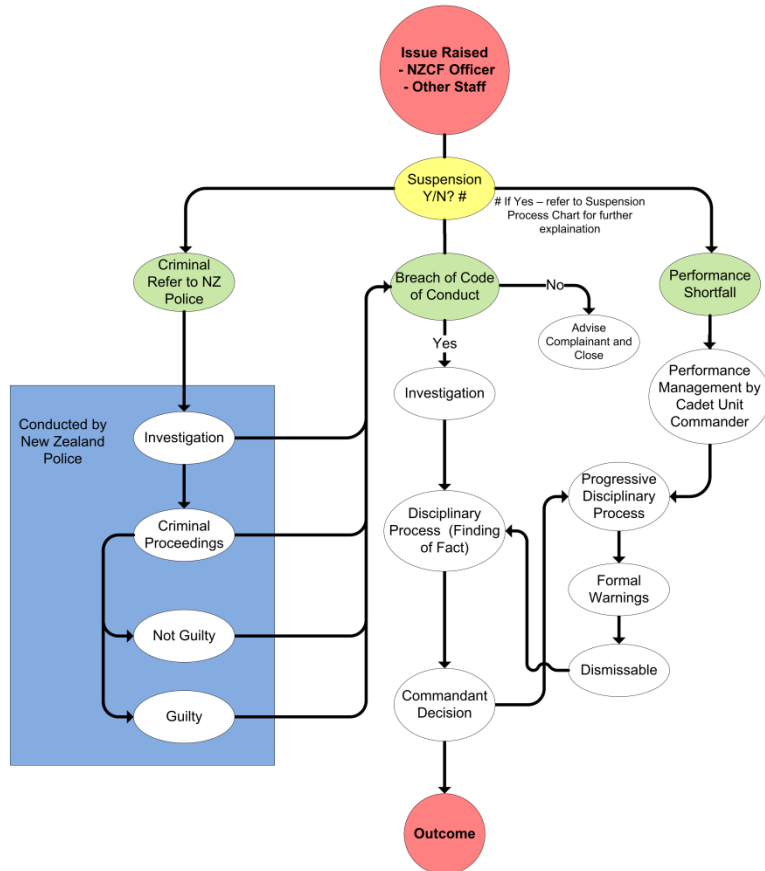 Issue Raised
- NZCF Officer
- Other Staff
Suspension
Y/N? #
# If Yes – refer to Suspension
Process Chart for further
explaination
Criminal
Refer to NZ
Police
Breach of Code
of Conduct
No
Performance
Shortfall
Yes
Advise
Complainant and
Close
Performance
Management by
Cadet Unit
Commander
Conducted by
New Zealand
Police
Investigation
Investigation
Criminal
Proceedings
Disciplinary
Process (Finding
of Fact)
Progressive
Disciplinary
Process
Formal
Warnings
Not Guilty
Dismissable
Guilty
Commandant
Decision
Outcome